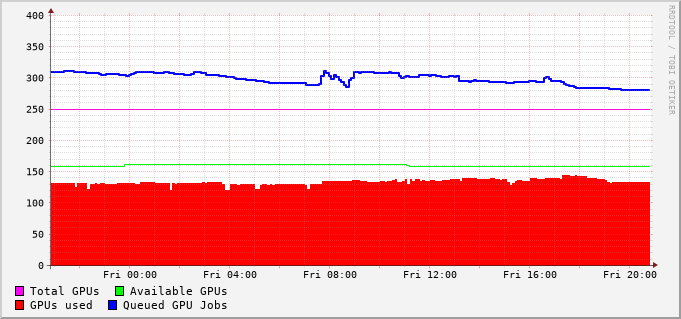 400
350
300
250
200
150
100
50
0
Fri 00:00 Fri 04:00 Fri 08:00 Fri 12:00 Fri 16:00 Fri 20:00
Total GPUs Available GPUs
GPUs used Queued GPU Jobs
RRDTOOL / TOBI OETIKER